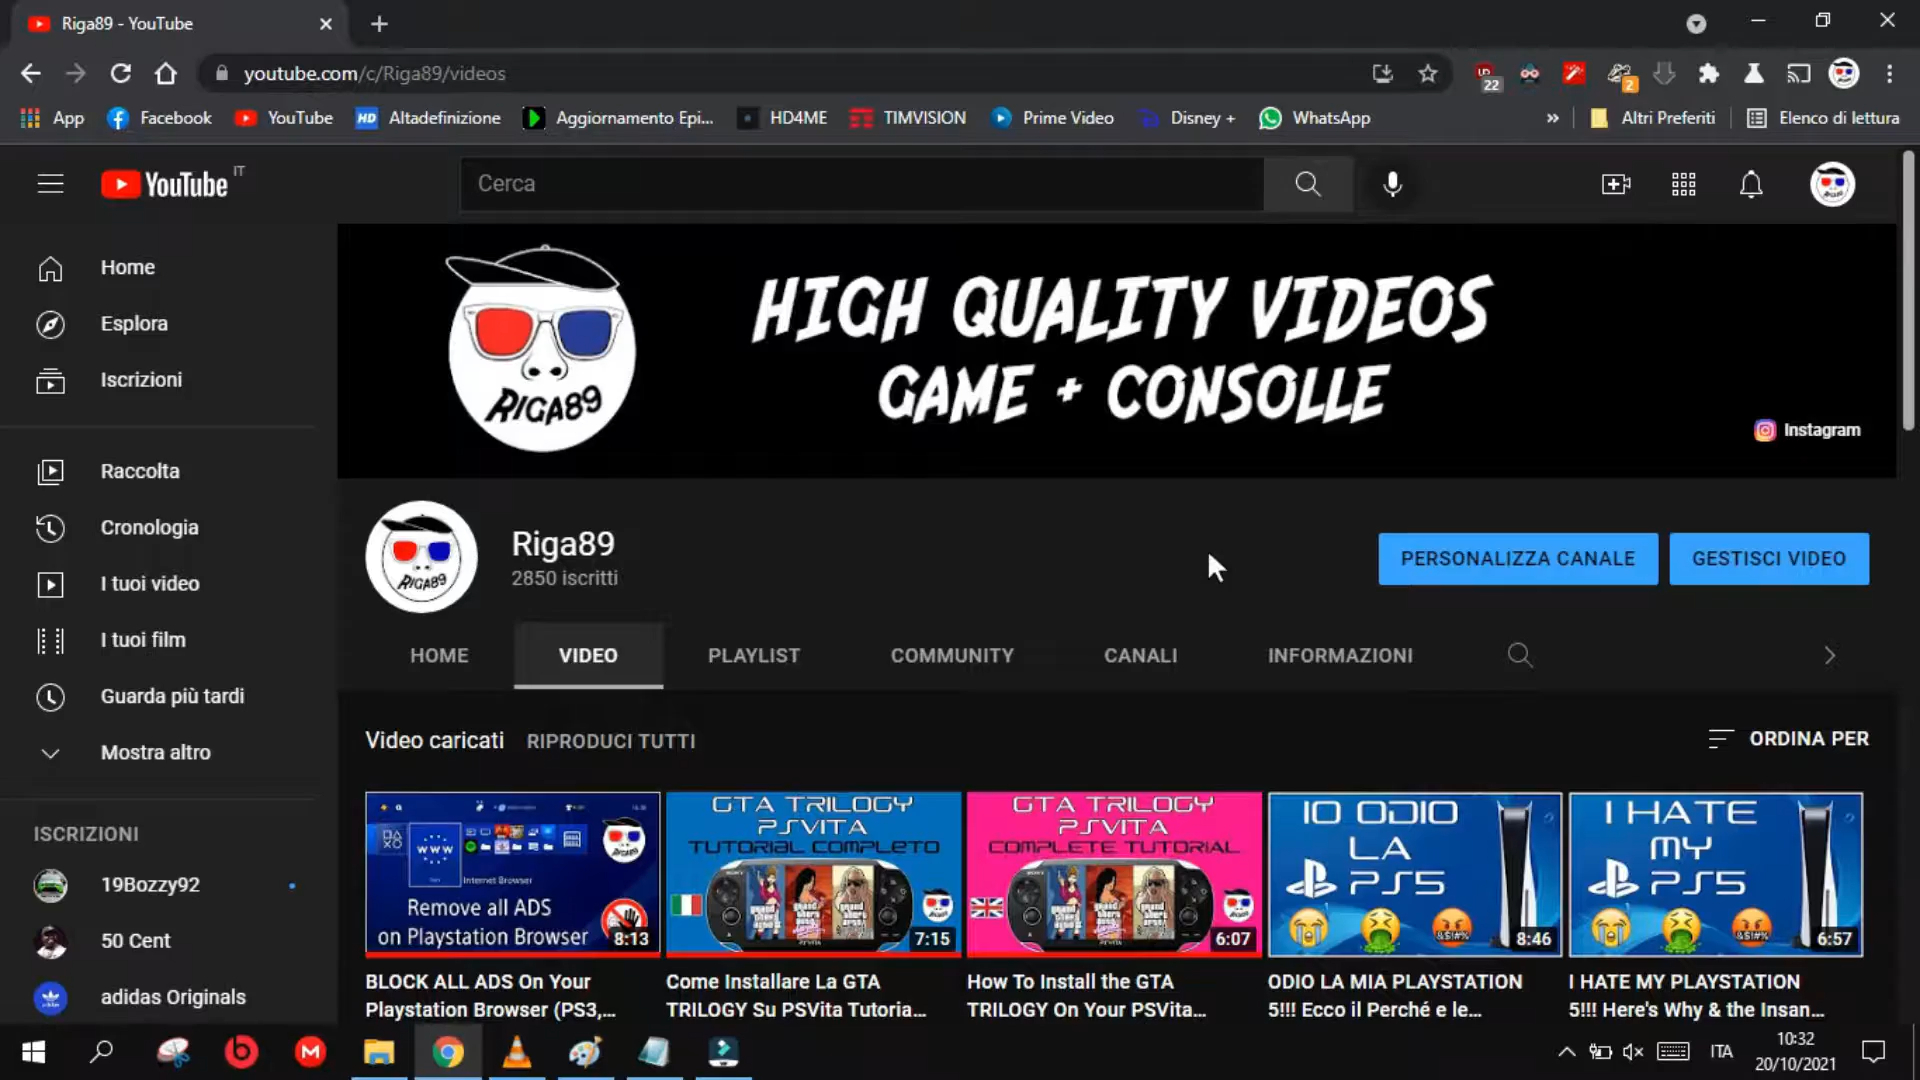 Riga89 - YouTube
youtube.com/c/Riga89/videos
22
2
App
Facebook
YouTube
HD Altadefinizione
Aggiornamento Epi...
HD4ME
TIMVISION
Prime Video
Disney +
WhatsApp
»
Altri Preferiti
Elenco di lettura
YouTube IT
Cerca
Home
Esplora
Iscrizioni
Raccolta
Cronologia
I tuoi video
I tuoi film
Guarda più tardi
Mostra altro
ISCRIZIONI
19Bozzy92
50 Cent
adidas Originals
RIGA89
HIGH QUALITY VIDEOS
GAME + CONSOLLE
Instagram
RIGA89
Riga89
2850 iscritti
PERSONALIZZA CANALE
GESTISCI VIDEO
HOME
VIDEO
PLAYLIST
COMMUNITY
CANALI
INFORMAZIONI
Video caricati
RIPRODUCI TUTTI
ORDINA PER
www
Internet Browser
Remove all ADS
on Playstation Browser
8:13
BLOCK ALL ADS On Your
Playstation Browser (PS3,...
GTA TRILOGY
PSVITA
TUTORIAL COMPLETO
7:15
Come Installare La GTA
TRILOGY Su PSVita Tutoria...
GTA TRILOGY
PSVITA
COMPLETE TUTORIAL
6:07
How To Install the GTA
TRILOGY On Your PSVita...
IO ODIO
LA
PS5
&$!#%
8:46
ODIO LA MIA PLAYSTATION
5!!! Ecco il Perché e le...
I HATE
MY
PS5
&$!#%
6:57
I HATE MY PLAYSTATION
5!!! Here's Why & the Insan...
ITA
10:32
20/10/2021